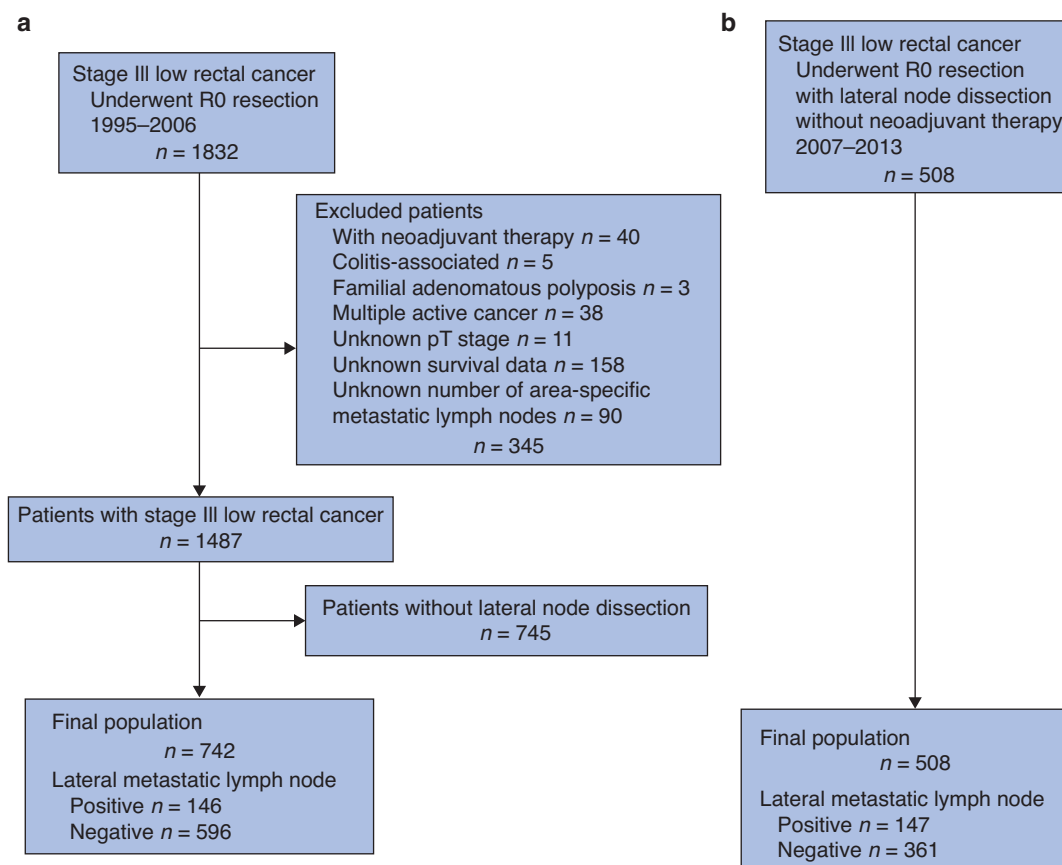 a
Stage III low rectal cancer
Underwent R0 resection
1995–2006
n = 1832
Excluded patients
With neoadjuvant therapy n = 40
Colitis-associated n = 5
Familial adenomatous polyposis n = 3
Multiple active cancer n = 38
Unknown pT stage n = 11
Unknown survival data n = 158
Unknown number of area-specific
metastatic lymph nodes n = 90
n = 345
Patients with stage III low rectal cancer
n = 1487
Patients without lateral node dissection
n = 745
Final population
n = 742
Lateral metastatic lymph node
Positive n = 146
Negative n = 596
b
Stage III low rectal cancer
Underwent R0 resection
with lateral node dissection
without neoadjuvant therapy
2007–2013
n = 508
Final population
n = 508
Lateral metastatic lymph node
Positive n = 147
Negative n = 361